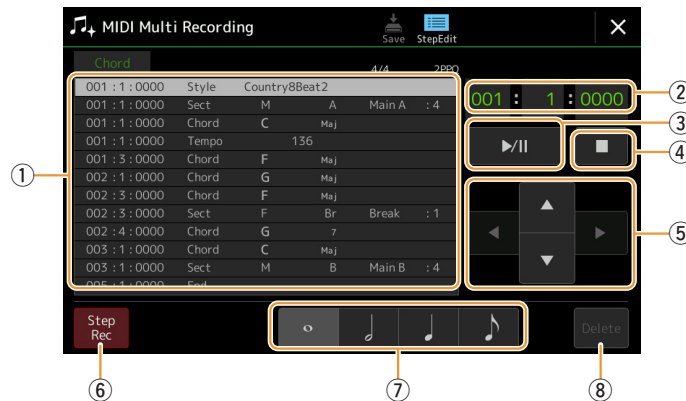 MIDI Multi Recording
Save
StepEdit
Chord
4/4 2PPQ
001 : 1 : 0000 Style Country8Beat2
001 : 1 : 0000 Sect M A Main A : 4
001 : 1 : 0000 Chord C Maj
001 : 1 : 0000 Tempo 136
001 : 3 : 0000 Chord F Maj
002 : 1 : 0000 Chord G Maj
002 : 3 : 0000 Chord F Maj
002 : 3 : 0000 Sect F Br Break : 1
002 : 4 : 0000 Chord G 7
003 : 1 : 0000 Chord C Maj
003 : 1 : 0000 Sect M B Main B : 4
005 : 1 : 0000 End
001 : 1 : 0000
Step
Rec
Delete
①
②
③
④
⑤
⑥
⑦
⑧